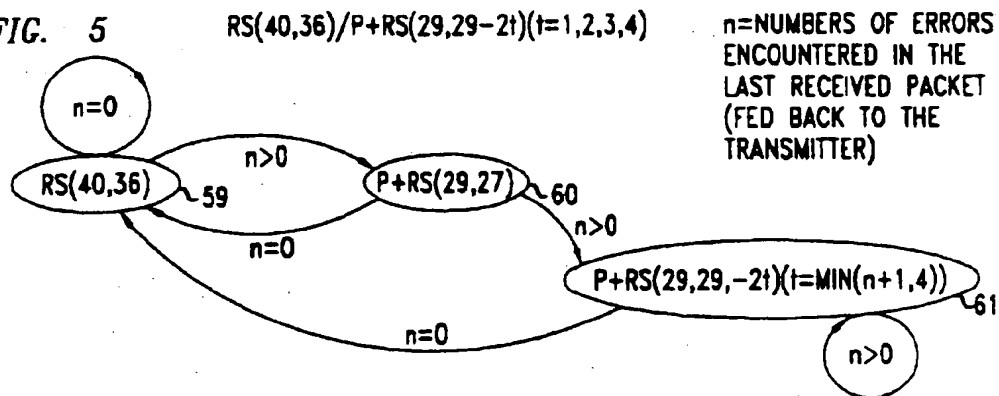 FIG. 5
RS(40,36)/P+RS(29,29-2t)(t=1,2,3,4)
n=NUMBERS OF ERRORS
ENCOUNTERED IN THE
LAST RECEIVED PACKET
(FED BACK TO THE
TRANSMITTER)
n=0
n>0
RS(40,36)
59
P+RS(29,27)
60
n=0
n>0
P+RS(29,29,-2t)(t=MIN(n+1,4))
61
n=0
n>0